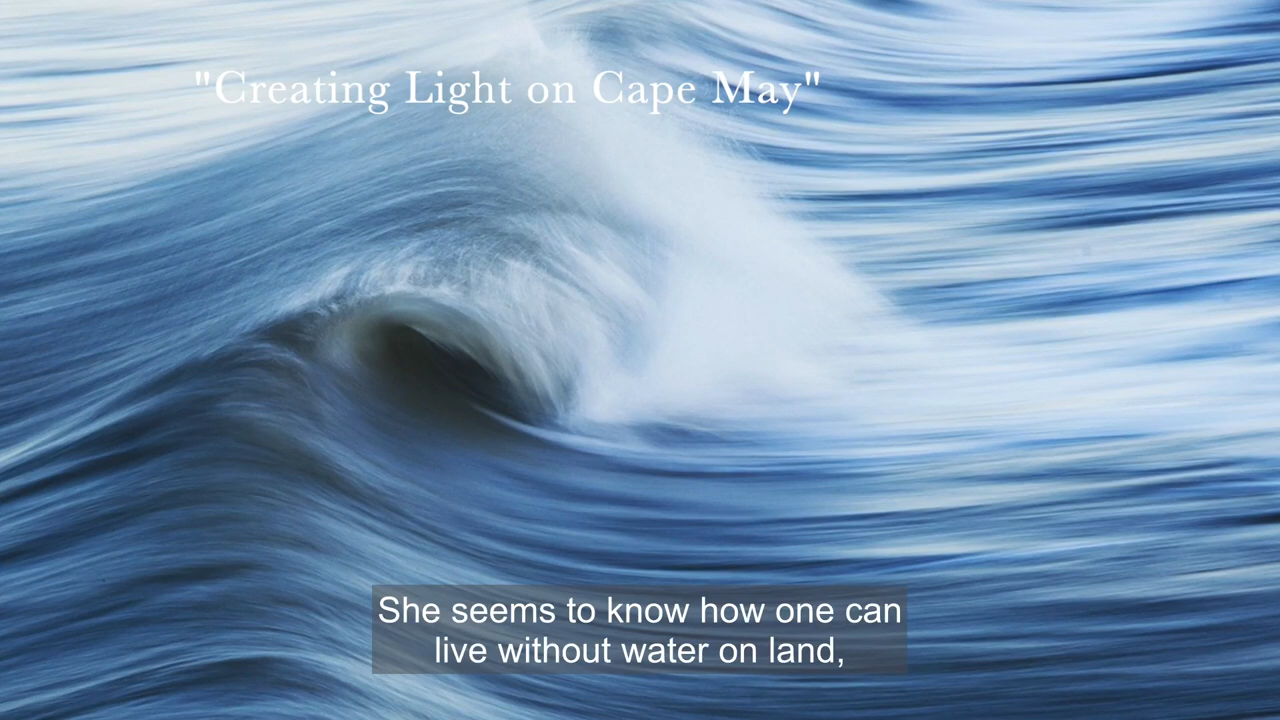 "Creating Light on Cape May"
She seems to know how one can
live without water on land,